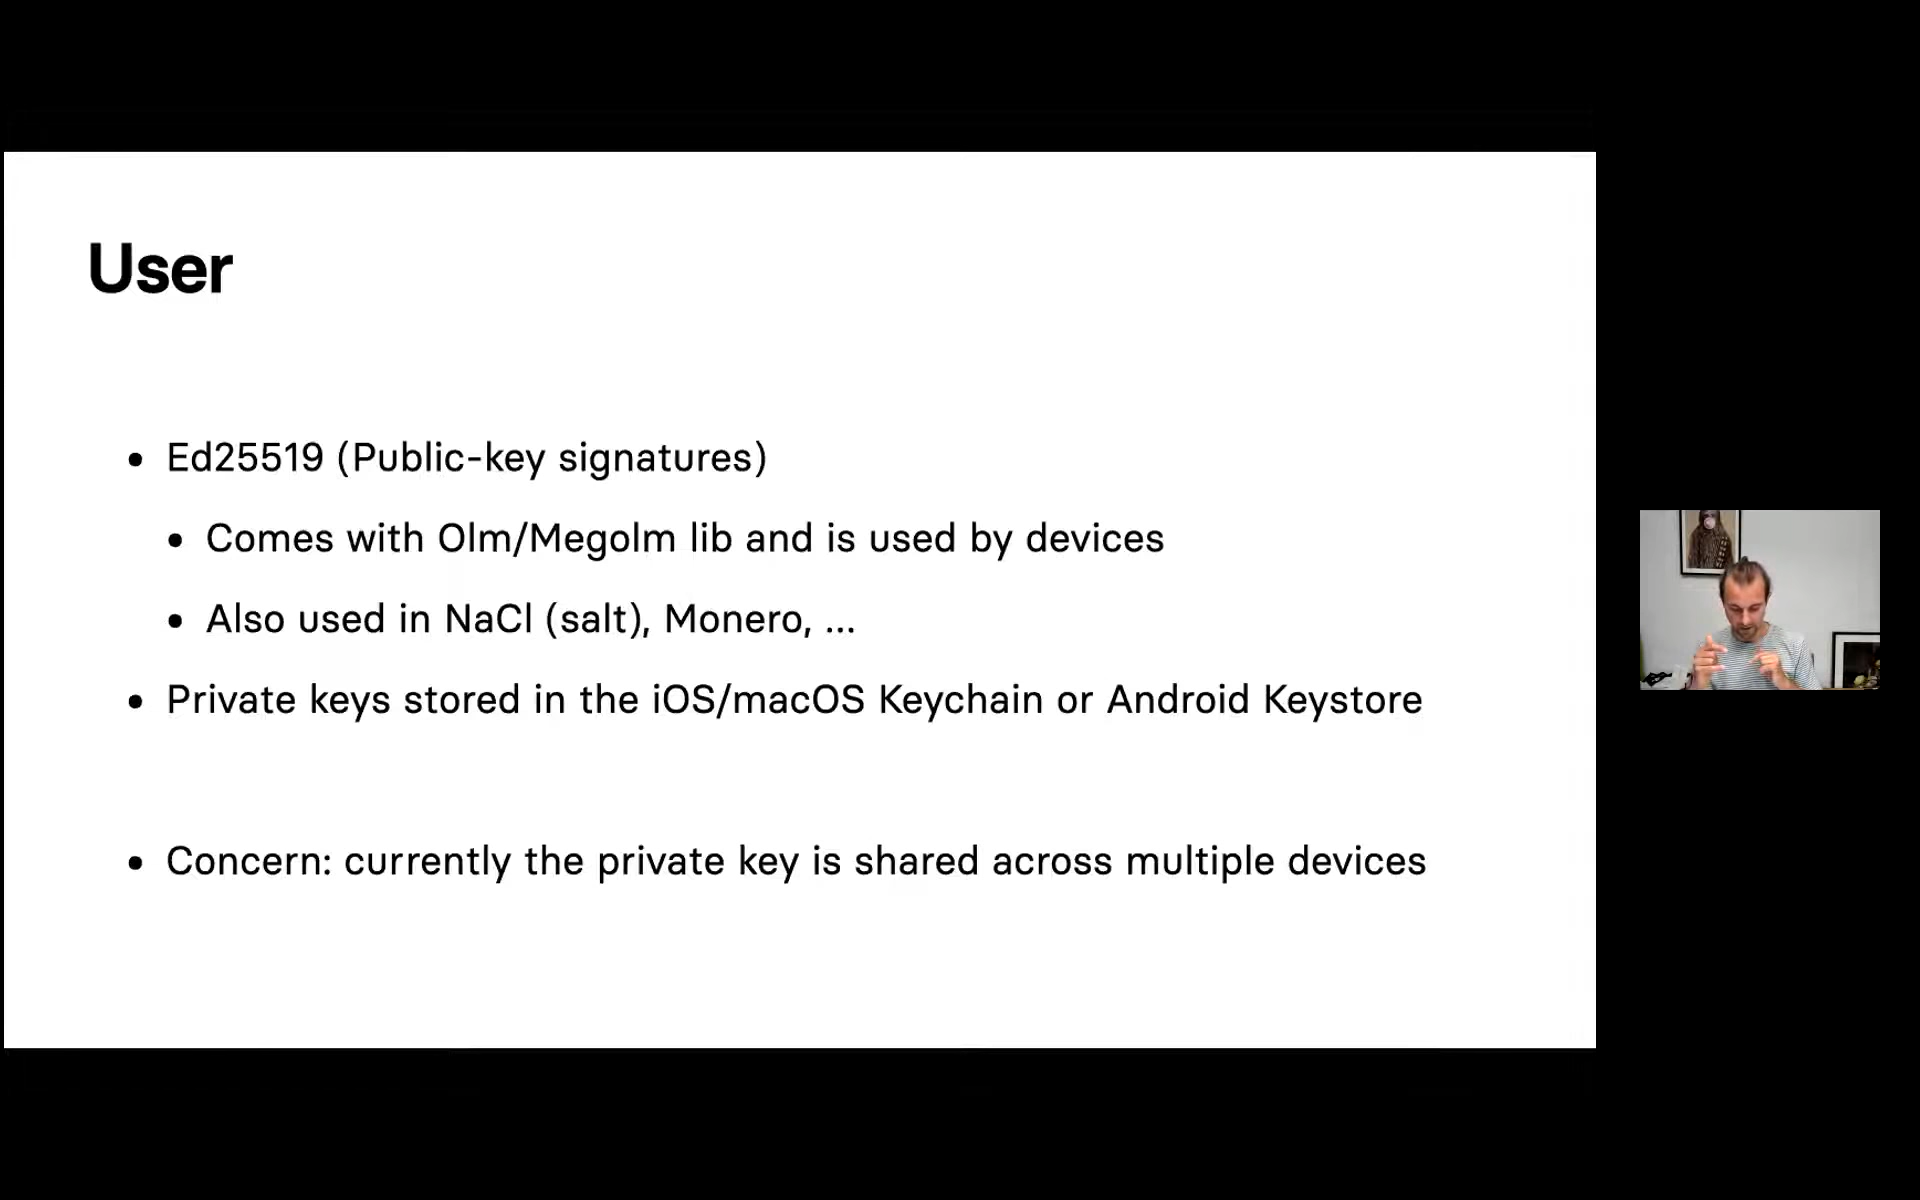 User
• Ed25519 (Public-key signatures)
• Comes with Olm/Megolm lib and is used by devices
• Also used in NaCl (salt), Monero, ...
• Private keys stored in the iOS/macOS Keychain or Android Keystore
• Concern: currently the private key is shared across multiple devices